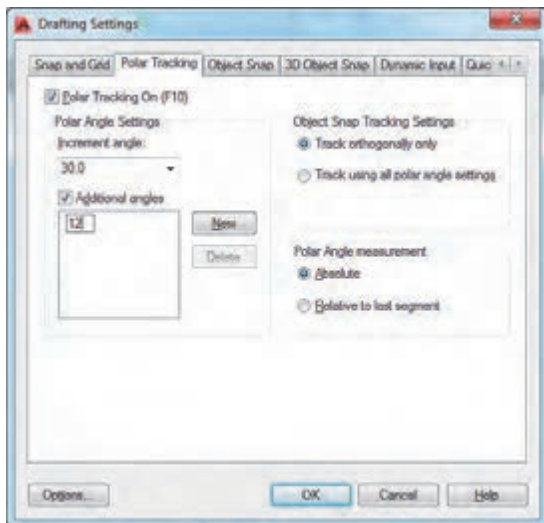 Drafting Settings
Snap and Grid Polar Tracking Object Snap 3D Object Snap Dynamic Input Quic
Polar Tracking On (F10)
Polar Angle Settings
Increment angle:
30.0
Additional angles
12
New
Delete
Object Snap Tracking Settings
Track orthogonally only
Track using all polar angle settings
Polar Angle measurement
Absolute
Relative to last segment
Options... OK Cancel Help